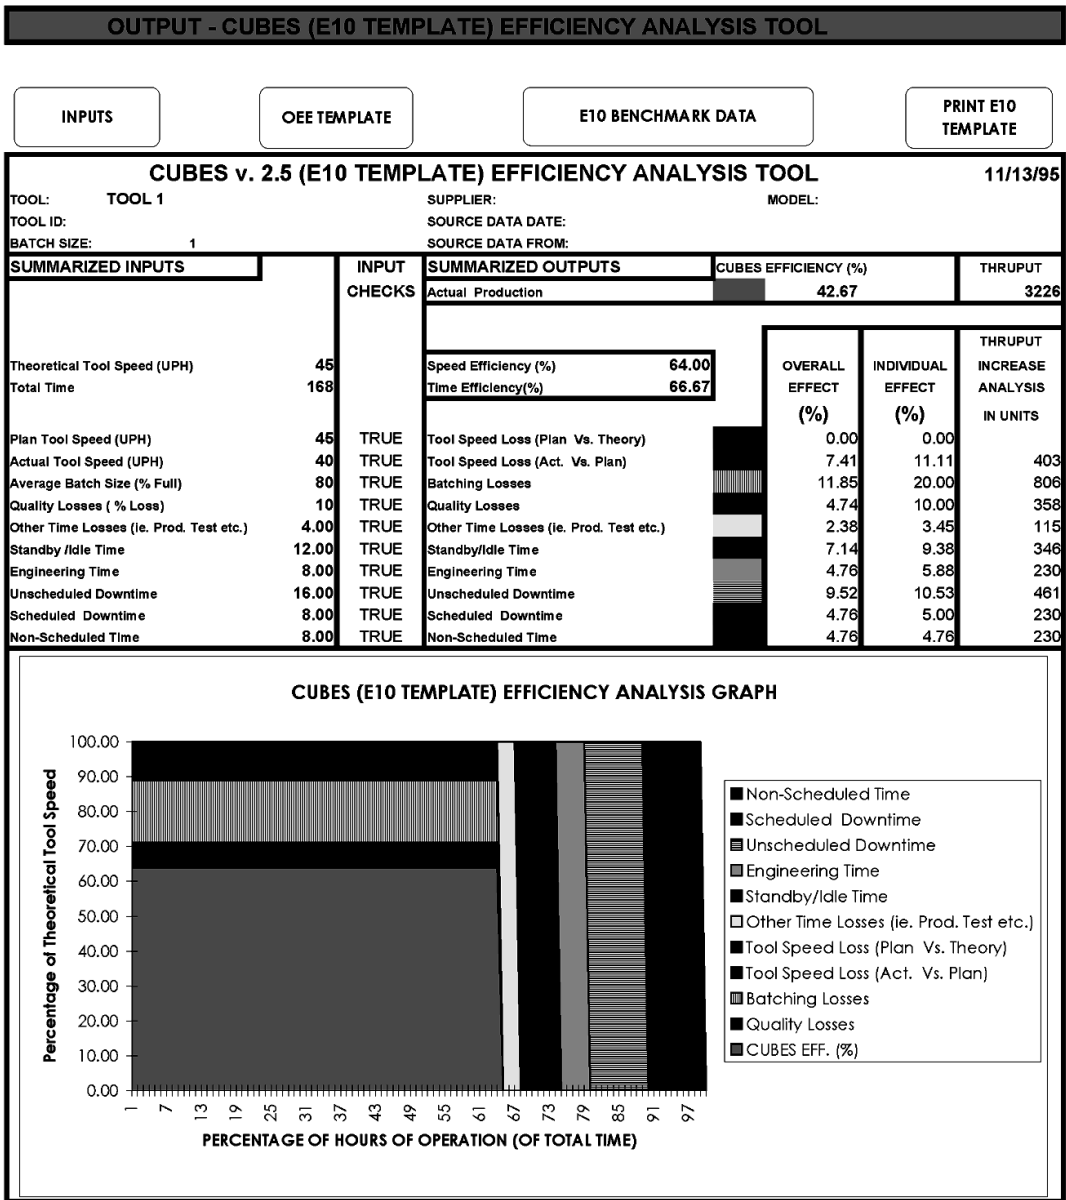 OUTPUT - CUBES (E10 TEMPLATE) EFFICIENCY ANALYSIS TOOL
INPUTS
OEE TEMPLATE
E10 BENCHMARK DATA
PRINT E10
TEMPLATE
CUBES v. 2.5 (E10 TEMPLATE) EFFICIENCY ANALYSIS TOOL 11/13/95
TOOL: TOOL 1 SUPPLIER: MODEL:
TOOL ID: SOURCE DATA DATE:
BATCH SIZE: 1 SOURCE DATA FROM:
SUMMARIZED INPUTS INPUT SUMMARIZED OUTPUTS CUBES EFFICIENCY (%) THRUPUT
CHECKS Actual Production 42.67 3226
THRUPUT
Theoretical Tool Speed (UPH) 45 Speed Efficiency (%) 64.00 OVERALL INDIVIDUAL INCREASE
Total Time 168 Time Efficiency(%) 66.67 EFFECT EFFECT ANALYSIS
(%) (%) IN UNITS
Plan Tool Speed (UPH) 45 TRUE Tool Speed Loss (Plan Vs. Theory) 0.00 0.00
Actual Tool Speed (UPH) 40 TRUE Tool Speed Loss (Act. Vs. Plan) 7.41 11.11 403
Average Batch Size (% Full) 80 TRUE Batching Losses 11.85 20.00 806
Quality Losses ( % Loss) 10 TRUE Quality Losses 4.74 10.00 358
Other Time Losses (ie. Prod. Test etc.) 4.00 TRUE Other Time Losses (ie. Prod. Test etc.) 2.38 3.45 115
Standby /Idle Time 12.00 TRUE Standby/Idle Time 7.14 9.38 346
Engineering Time 8.00 TRUE Engineering Time 4.76 5.88 230
Unscheduled Downtime 16.00 TRUE Unscheduled Downtime 9.52 10.53 461
Scheduled Downtime 8.00 TRUE Scheduled Downtime 4.76 5.00 230
Non-Scheduled Time 8.00 TRUE Non-Scheduled Time 4.76 4.76 230
CUBES (E10 TEMPLATE) EFFICIENCY ANALYSIS GRAPH
Percentage of Theoretical Tool Speed
100.00
90.00
80.00
70.00
60.00
50.00
40.00
30.00
20.00
10.00
0.00
1 7 13 19 25 31 37 43 49 55 61 67 73 79 85 91 97
PERCENTAGE OF HOURS OF OPERATION (OF TOTAL TIME)
Non-Scheduled Time
Scheduled Downtime
Unscheduled Downtime
Engineering Time
Standby/Idle Time
Other Time Losses (ie. Prod. Test etc.)
Tool Speed Loss (Plan Vs. Theory)
Tool Speed Loss (Act. Vs. Plan)
Batching Losses
Quality Losses
CUBES EFF. (%)